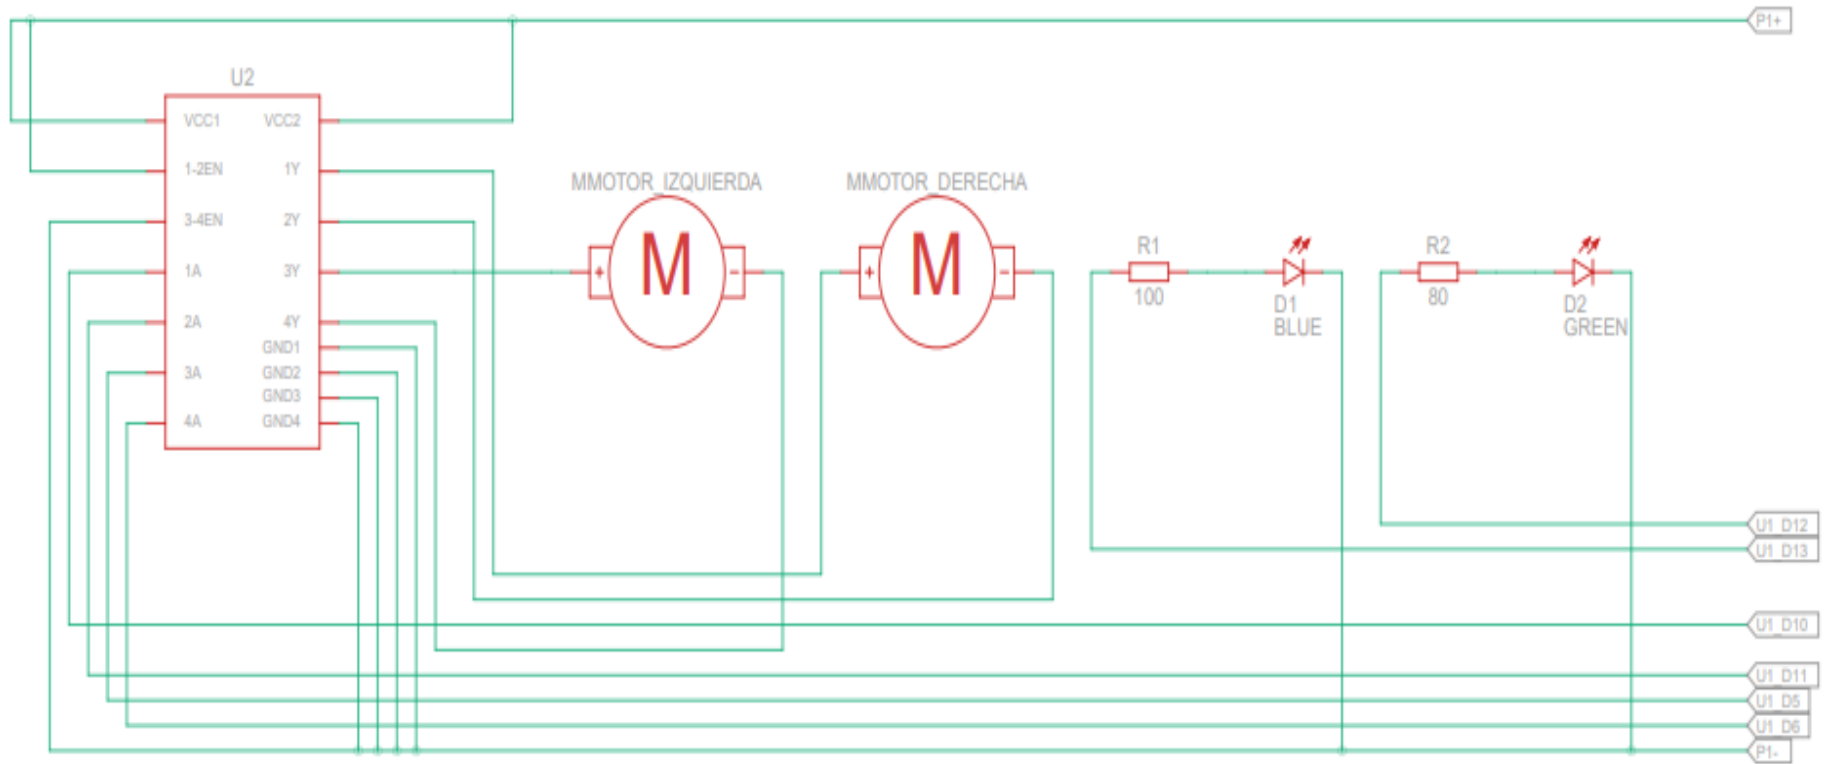 P1+
U2
VCC1 VCC2
1-2EN 1Y
3-4EN 2Y
1A 3Y
2A 4Y
GND1
3A GND2
GND3
4A GND4
MMOTOR_IZQUIERDA
M
+ -
MMOTOR_DERECHA
M
+ -
R1
100
D1
BLUE
R2
80
D2
GREEN
U1_D12
U1_D13
U1_D10
U1_D11
U1_D5
U1_D6
P1-